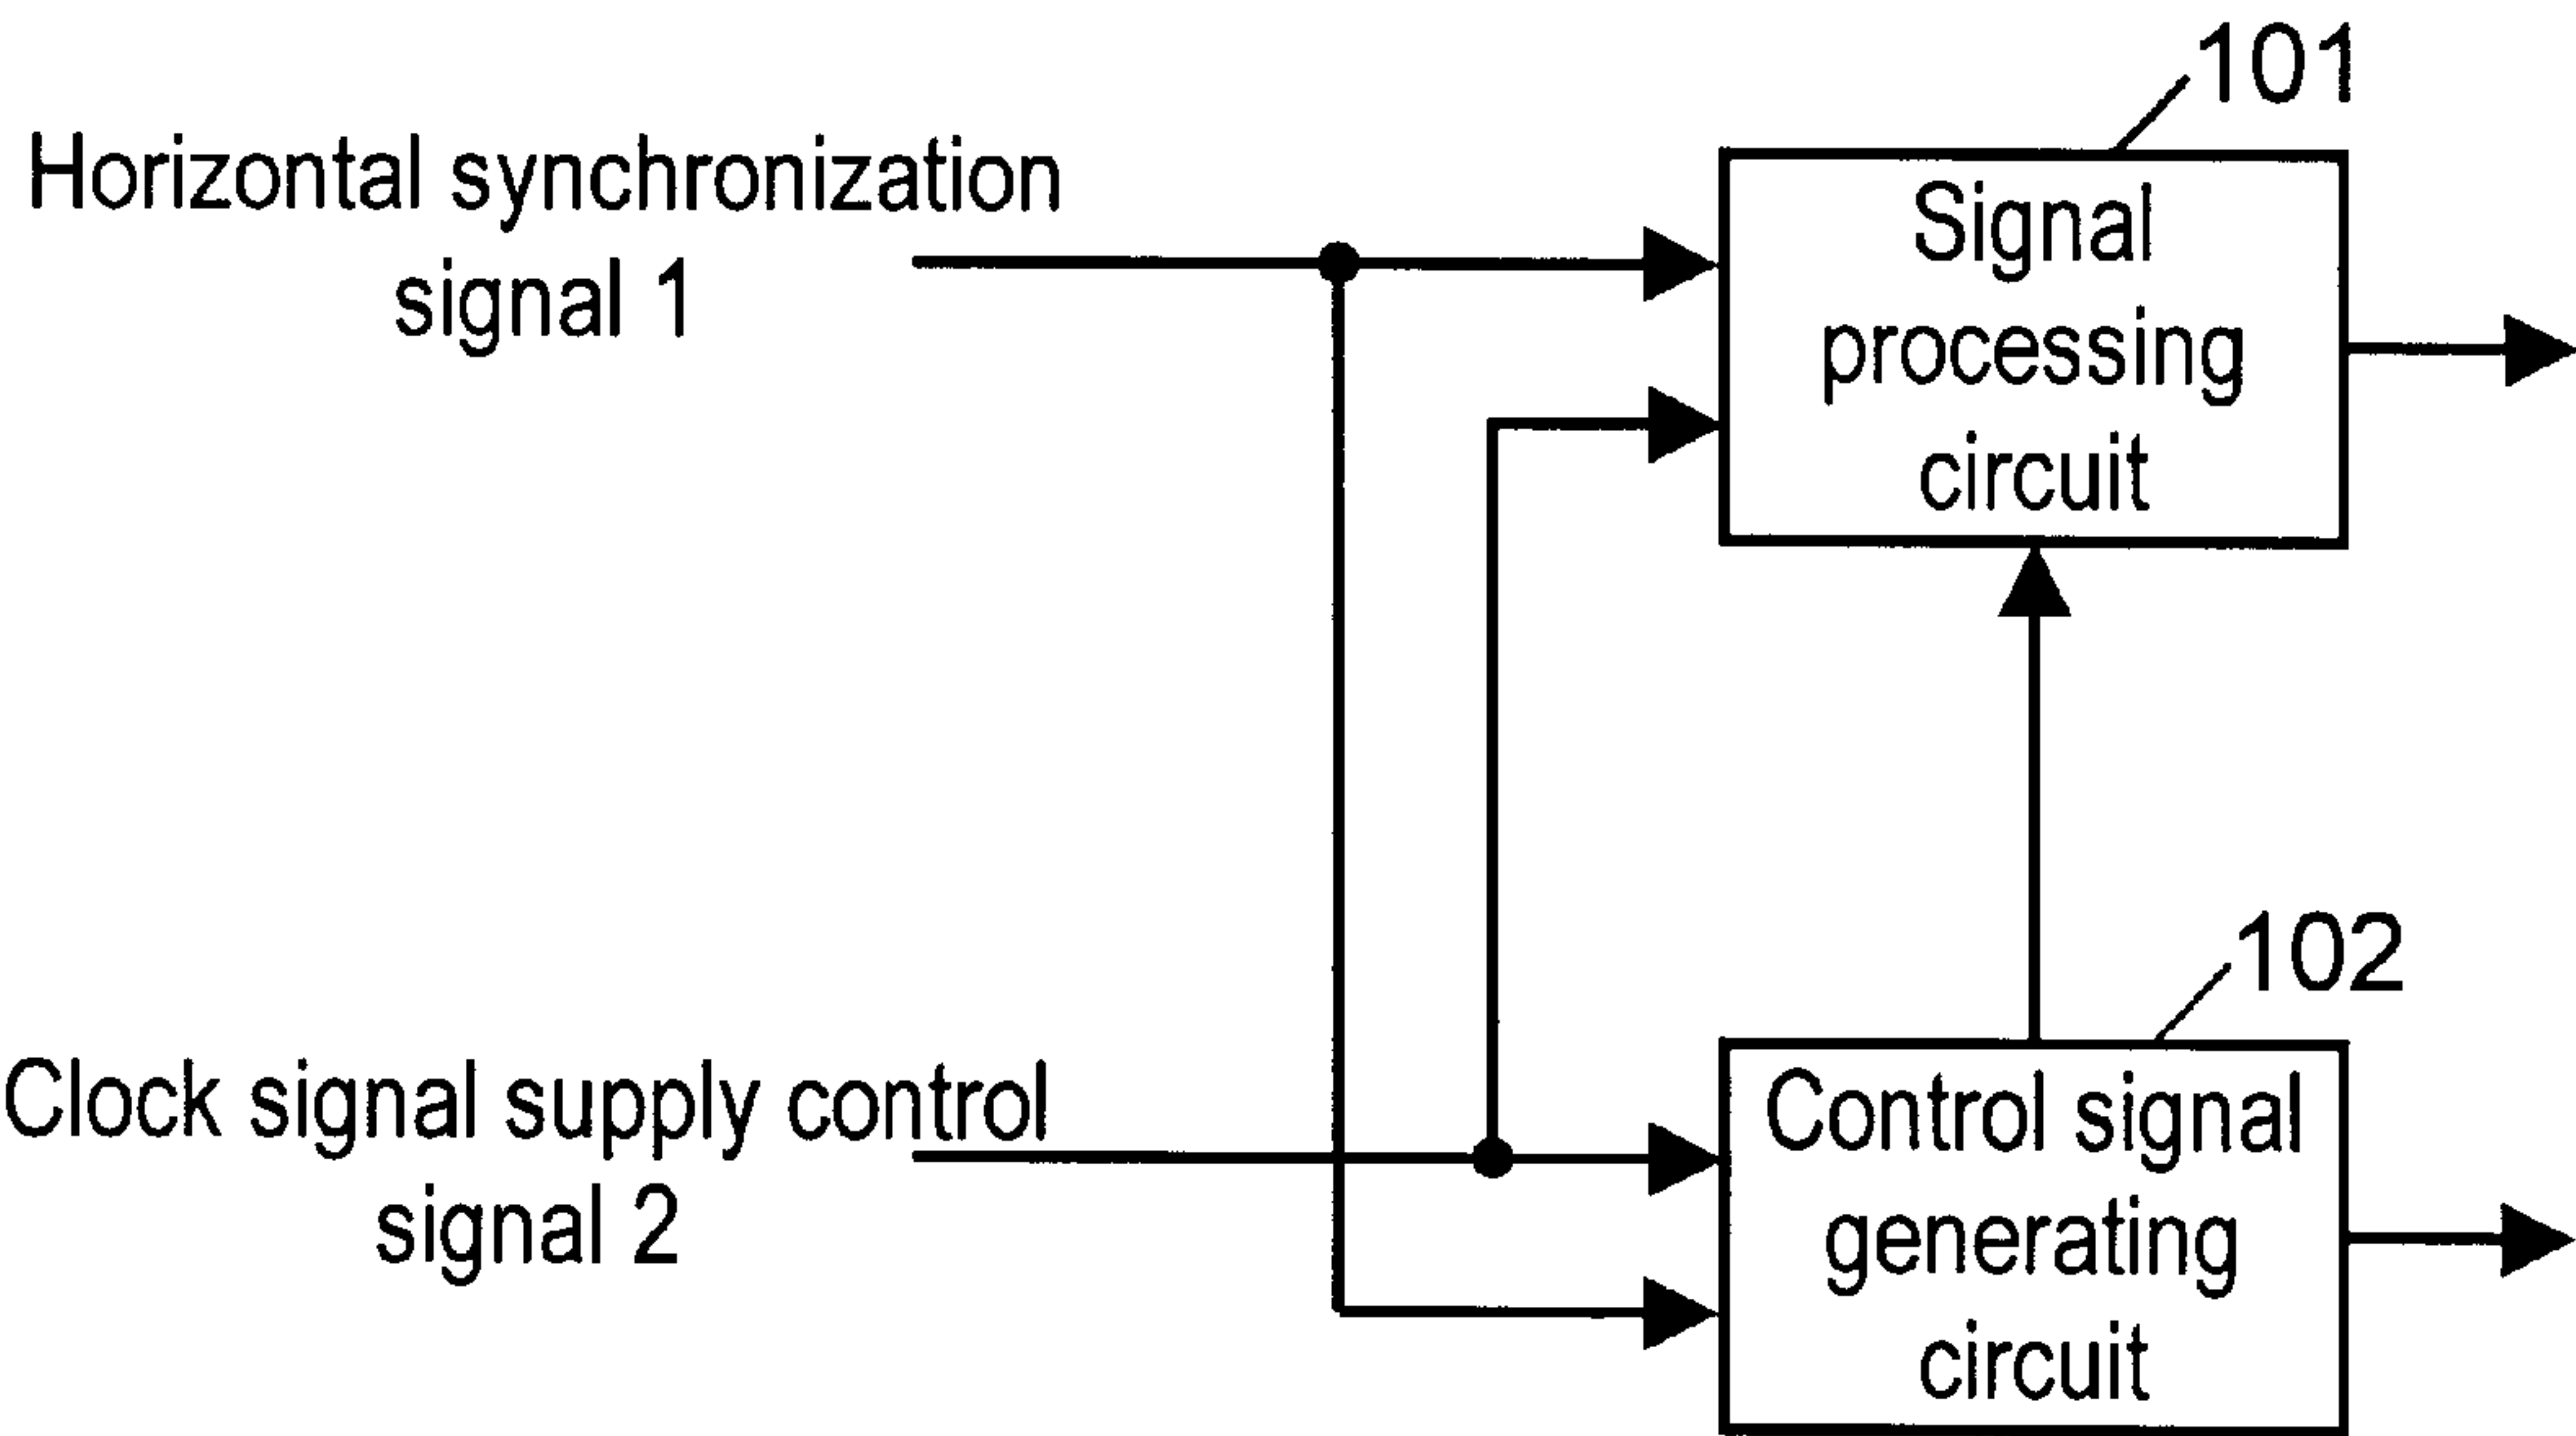 101
Horizontal synchronization
signal 1
Signal
processing
circuit
102
Clock signal supply control
signal 2
Control signal
generating
circuit